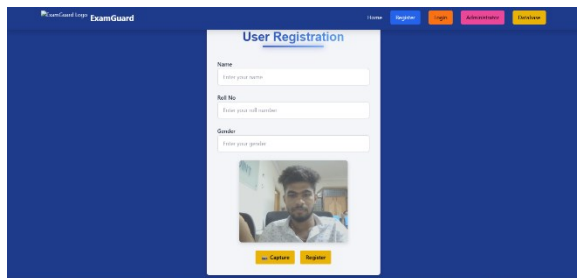 ExamGuard Logo ExamGuard
Home Register Login Administrator Database
User Registration
Name
Enter your name
Roll No
Enter your roll number
Gender
Enter your gender
Capture Register